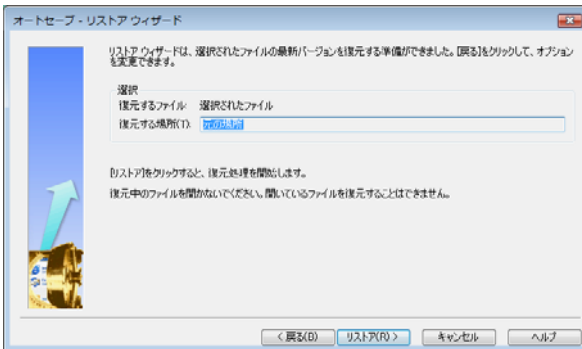 オートセーブ - リストア ウィザード
リストア ウィザードは、選択されたファイルの最新バージョンを復元する準備ができました。[戻る]をクリックして、オプション
を変更できます。
選択
復元するファイル: 選択されたファイル
復元する場所(T): 元の場所
[リストア]をクリックすると、復元処理を開始します。
復元中のファイルを開かないでください。開いているファイルを復元することはできません。
< 戻る(B)
リストア(R) >
キャンセル
ヘルプ